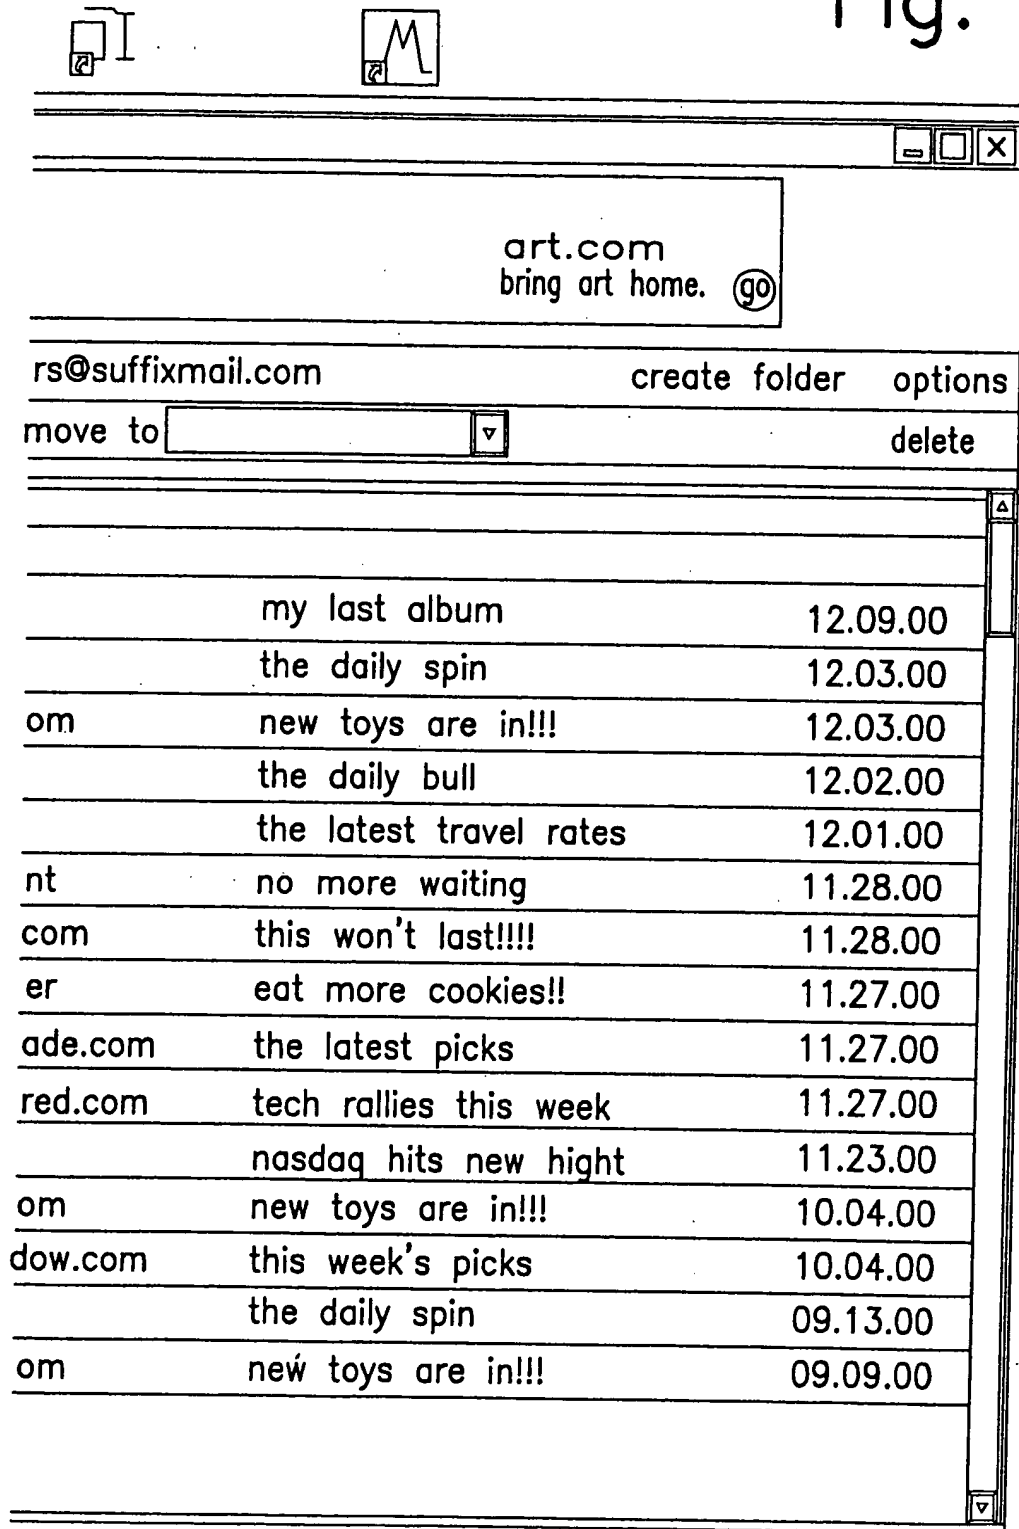 Fig.
art.com
bring art home. go
rs@suffixmail.com create folder options
move to delete
my last album 12.09.00
the daily spin 12.03.00
om new toys are in!!! 12.03.00
the daily bull 12.02.00
the latest travel rates 12.01.00
nt no more waiting 11.28.00
com this won't last!!!! 11.28.00
er eat more cookies!! 11.27.00
ade.com the latest picks 11.27.00
red.com tech rallies this week 11.27.00
nasdaq hits new hight 11.23.00
om new toys are in!!! 10.04.00
dow.com this week's picks 10.04.00
the daily spin 09.13.00
om new toys are in!!! 09.09.00